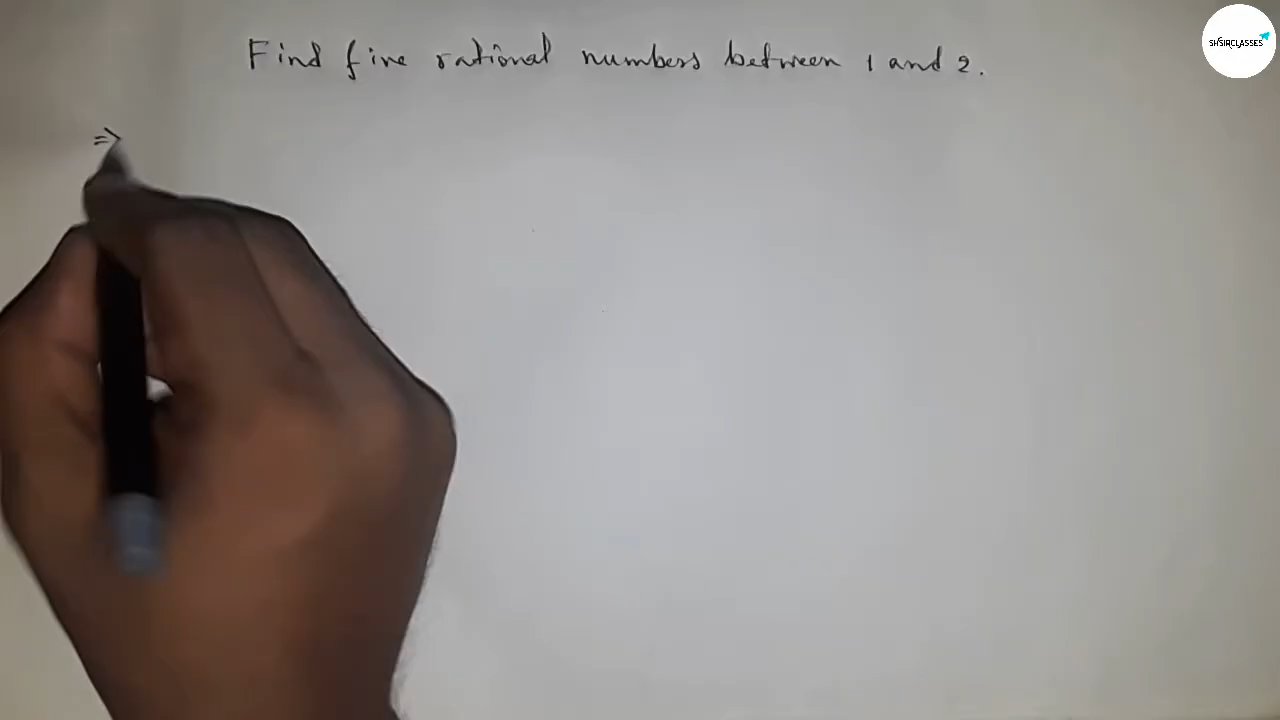 Find five rational numbers between 1 and 2.
SHSIRCLASSES
=>